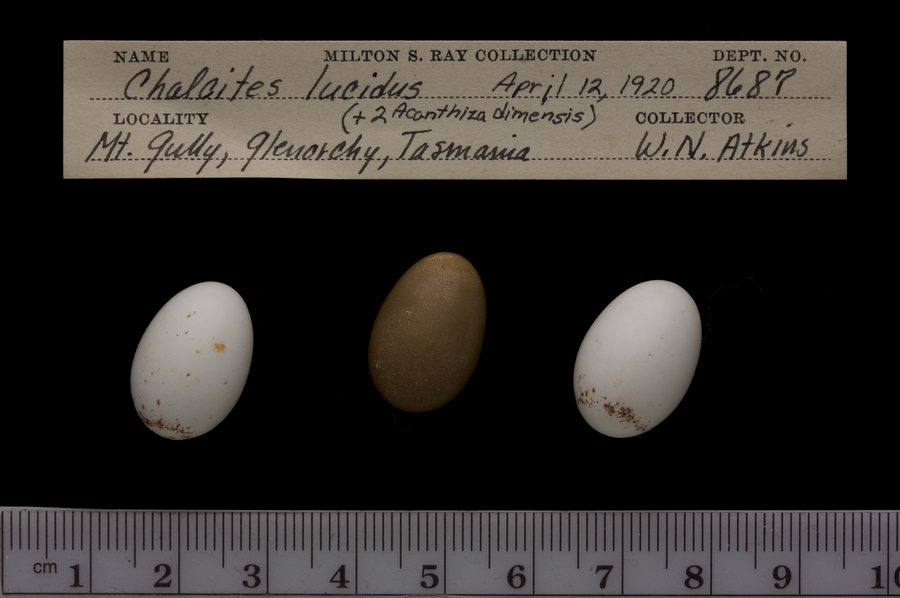 NAME MILTON S. RAY COLLECTION DEPT. NO.
Chalcites lucidus April 12, 1920 8687
LOCALITY (+2 Acanthiza dimensis) COLLECTOR
Mt. Gully, Glenorchy, Tasmania W.N. Atkins
cm 1 2 3 4 5 6 7 8 9 10